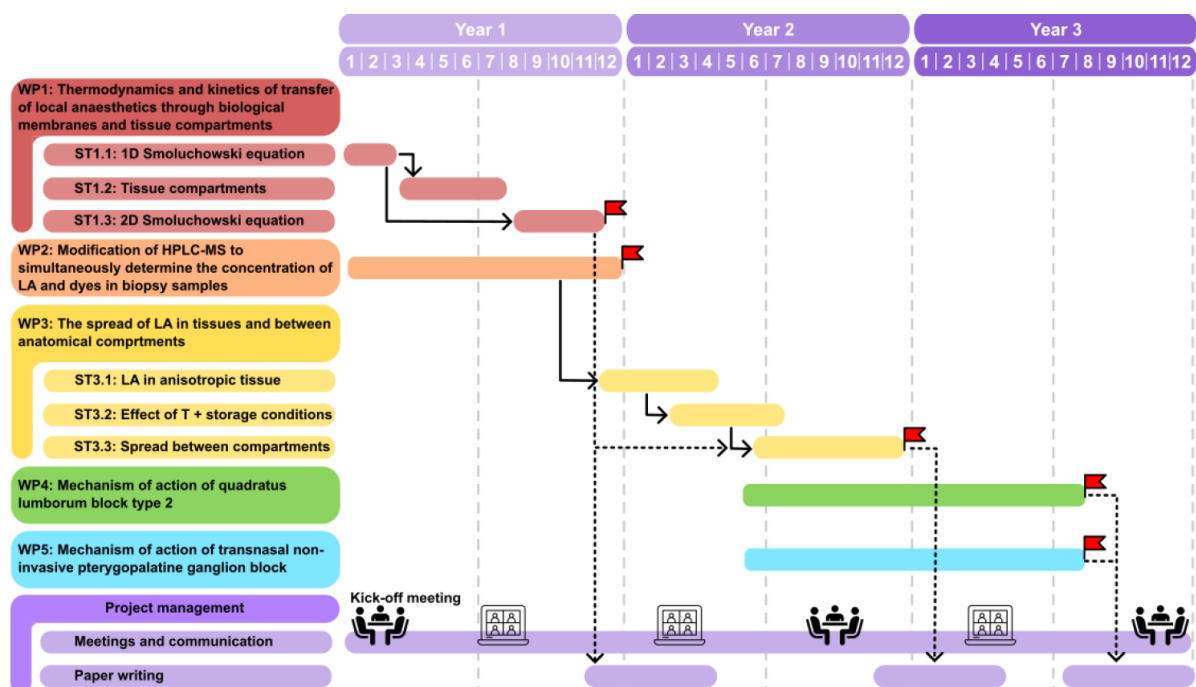 Year 1 Year 2 Year 3
1 | 2 | 3 | 4 | 5 | 6 | 7 | 8 | 9 |10|11|12 1 | 2 | 3 | 4 | 5 | 6 | 7 | 8 | 9 |10|11|12 1 | 2 | 3 | 4 | 5 | 6 | 7 | 8 | 9 |10|11|12
WP1: Thermodynamics and kinetics of transfer
of local anaesthetics through biological
membranes and tissue compartments
ST1.1: 1D Smoluchowski equation
ST1.2: Tissue compartments
ST1.3: 2D Smoluchowski equation
WP2: Modification of HPLC-MS to
simultaneously determine the concentration of
LA and dyes in biopsy samples
WP3: The spread of LA in tissues and between
anatomical comprtments
ST3.1: LA in anisotropic tissue
ST3.2: Effect of T + storage conditions
ST3.3: Spread between compartments
WP4: Mechanism of action of quadratus
lumborum block type 2
WP5: Mechanism of action of transnasal non-
invasive pterygopalatine ganglion block
Project management
Kick-off meeting
Meetings and communication
Paper writing